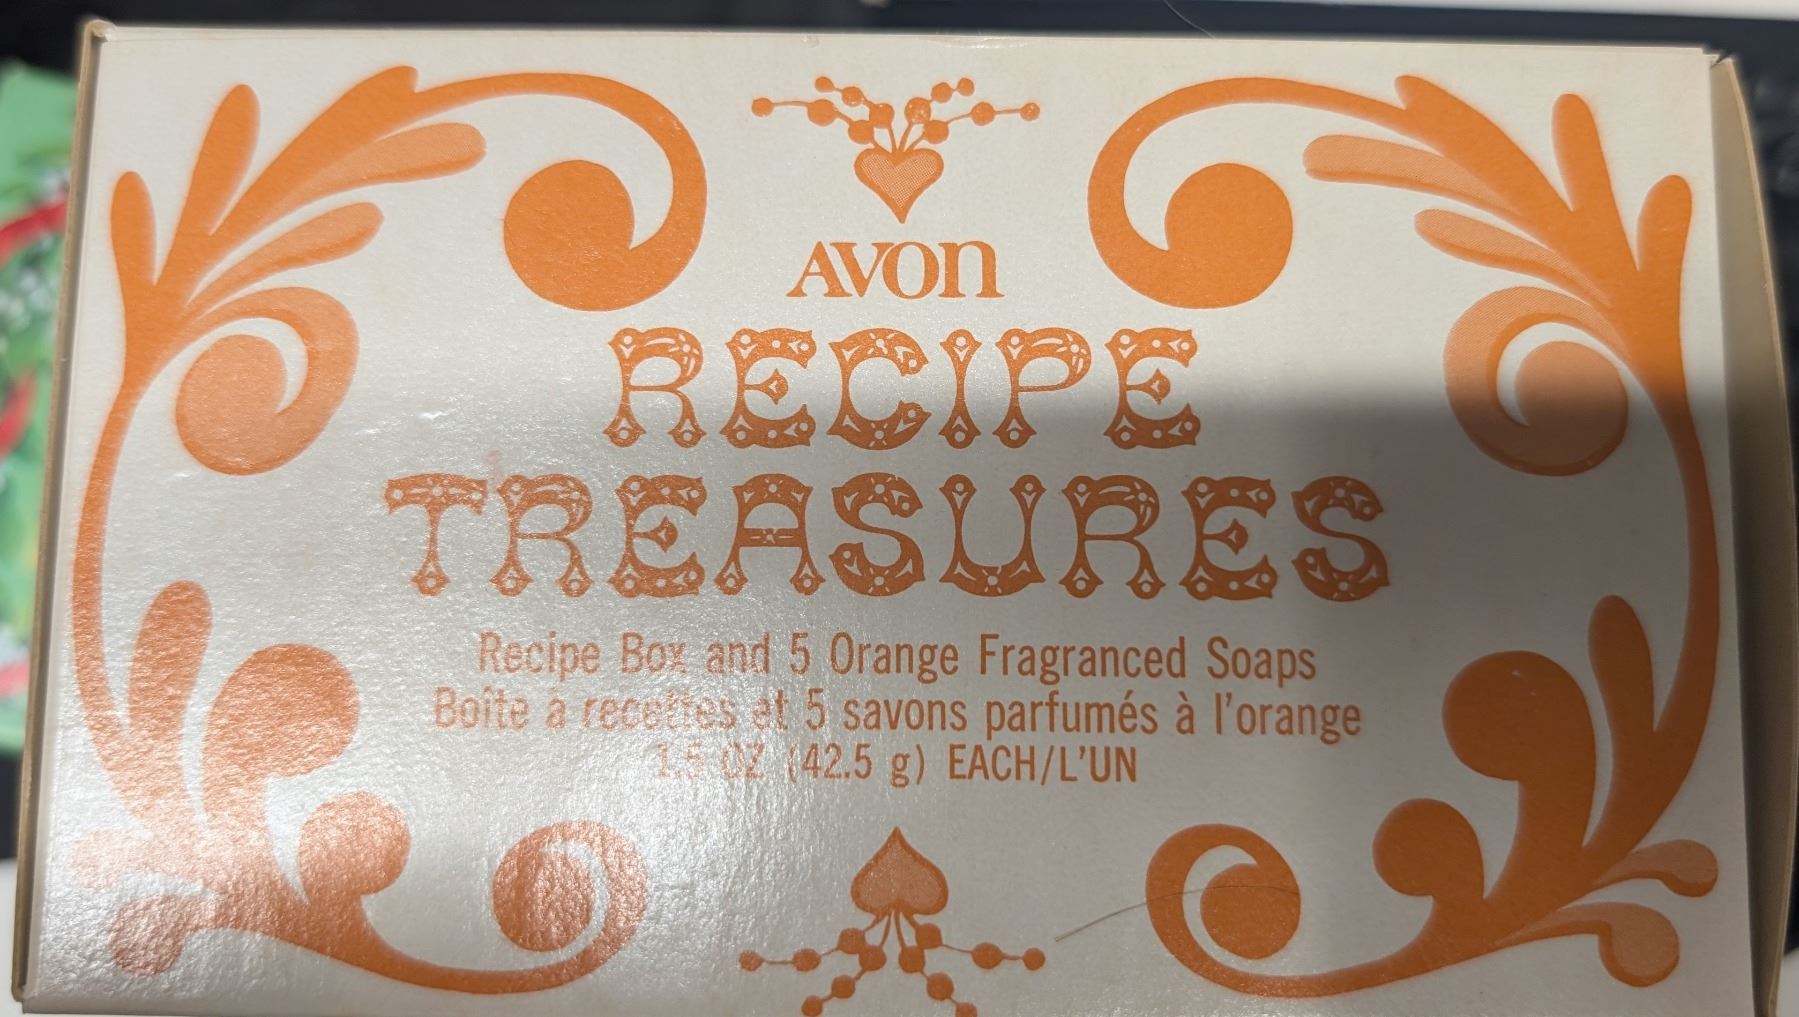 AVON
RECIPE
TREASURES
Recipe Box and 5 Orange Fragranced Soaps
Boîte à recettes et 5 savons parfumés à l'orange
1.5 OZ (42.5 g) EACH/L'UN